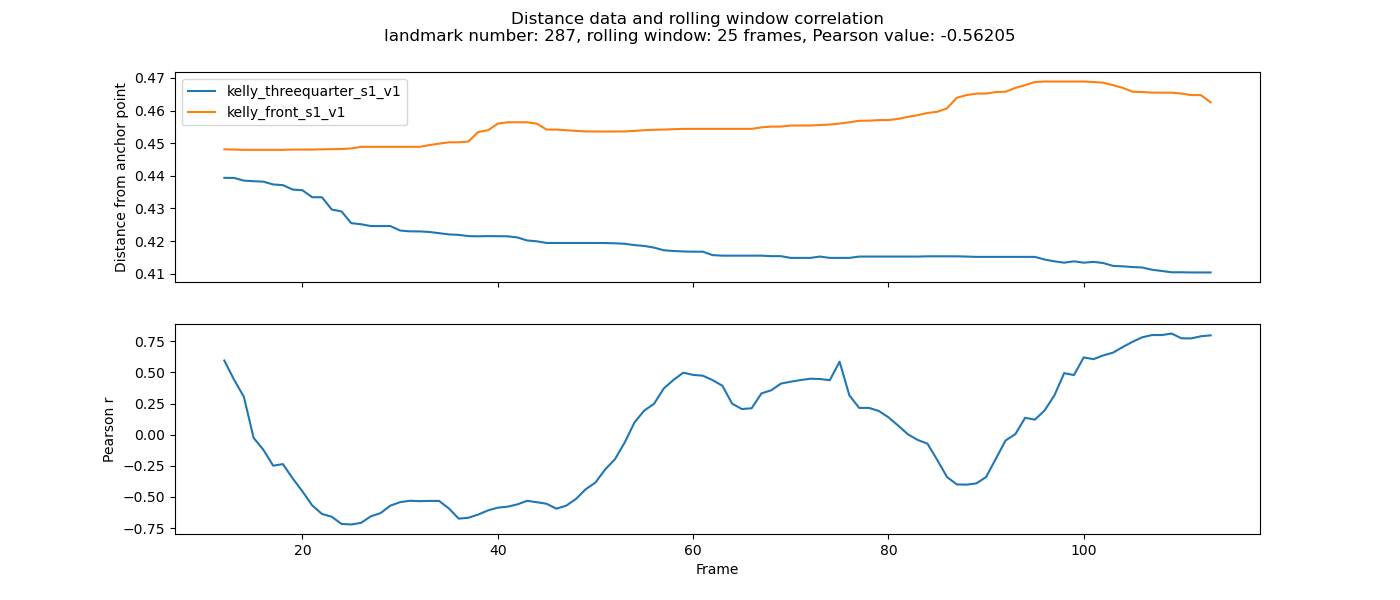 Distance data and rolling window correlation
landmark number: 287, rolling window: 25 frames, Pearson value: -0.56205
Distance from anchor point
0.47
0.46
0.45
0.44
0.43
0.42
0.41
kelly_threequarter_s1_v1
kelly_front_s1_v1
Pearson r
0.75
0.50
0.25
0.00
−0.25
−0.50
−0.75
20
40
60
80
100
Frame